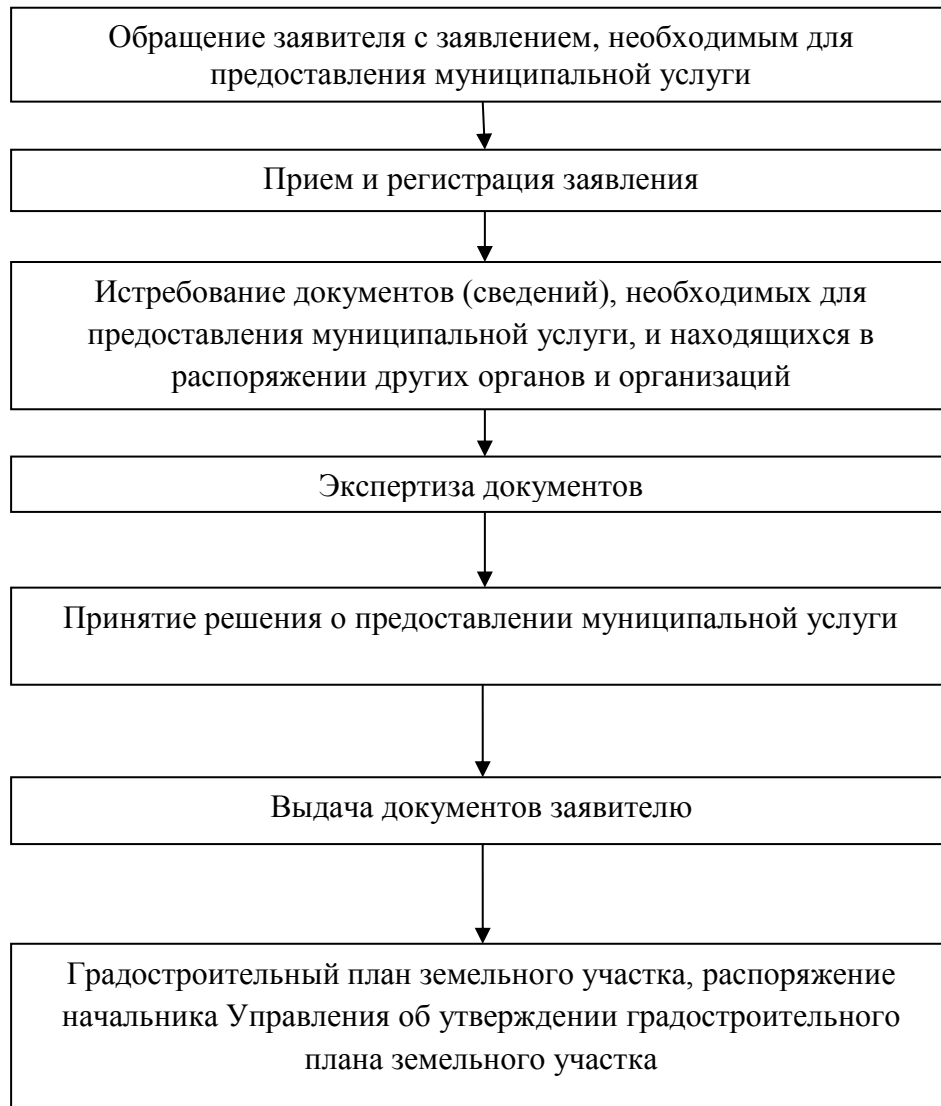 Обращение заявителя с заявлением, необходимым для
предоставления муниципальной услуги
Прием и регистрация заявления
Истребование документов (сведений), необходимых для
предоставления муниципальной услуги, и находящихся в
распоряжении других органов и организаций
Экспертиза документов
Принятие решения о предоставлении муниципальной услуги
Выдача документов заявителю
Градостроительный план земельного участка, распоряжение
начальника Управления об утверждении градостроительного
плана земельного участка